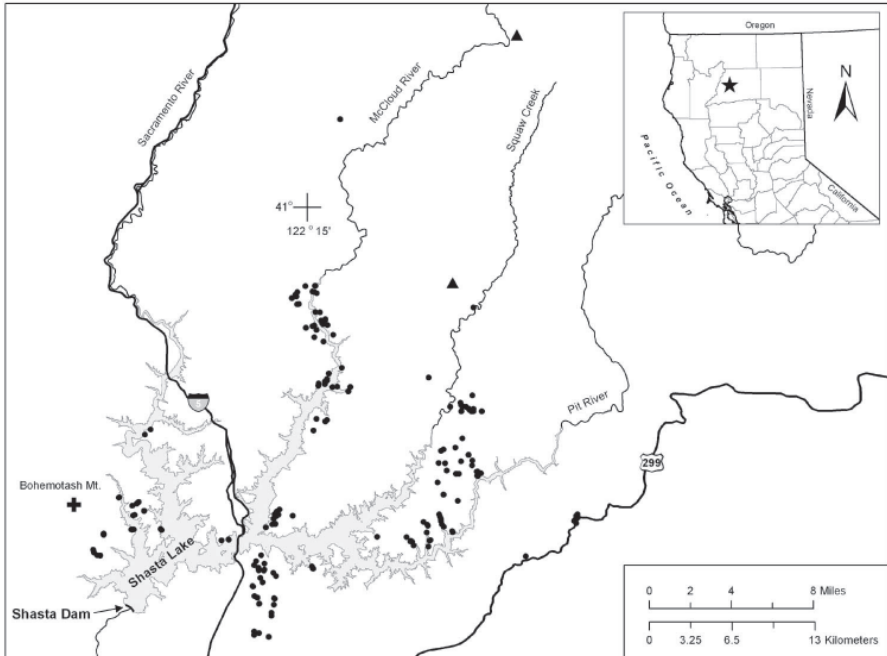 Oregon
N
Nevada
Pacific Ocean
California
Sacramento River
McCloud River
Squaw Creek
41°
122° 15'
Pit River
299
Bohemotash Mt.
Shasta Lake
Shasta Dam
0 2 4 8 Miles
0 3.25 6.5 13 Kilometers